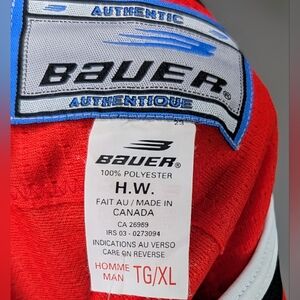 AUTHENTIC
BAUER®
AUTHENTIQUE
BAUER®
100% POLYESTER
H.W.
FAIT AU / MADE IN
CANADA
CA 26969
IRS 03 - 0273094
INDICATIONS AU VERSO
CARE ON REVERSE
HOMME
MAN TG/XL